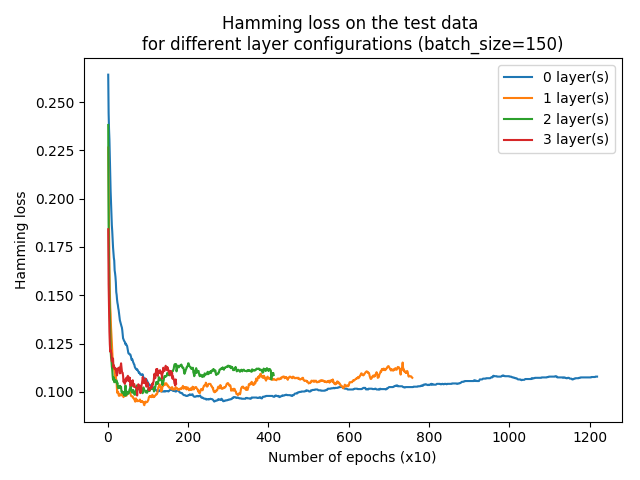 Hamming loss on the test data
for different layer configurations (batch_size=150)
0 layer(s)
1 layer(s)
2 layer(s)
3 layer(s)
Hamming loss
0.250
0.225
0.200
0.175
0.150
0.125
0.100
0 200 400 600 800 1000 1200
Number of epochs (x10)